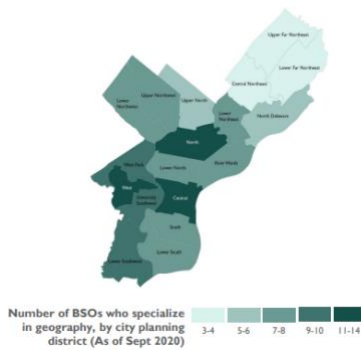 Upper Far Northeast
Lower Far Northeast
Central Northeast
Upper Northwest
Upper North
Lower
Northwest
Lower
Northeast
North Delaware
North
West Park
Lower North
River Wards
West
University
Southwest
Central
South
Lower Southwest
Lower South
Number of BSOs who specialize
in geography, by city planning
district (As of Sept 2020)
3-4 5-6 7-8 9-10 11-14